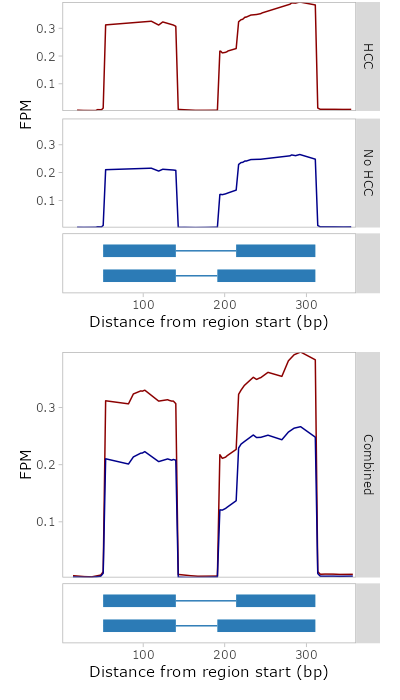 0.3
0.2
0.1
HCC
FPM
0.3
0.2
0.1
No HCC
100 200 300
Distance from region start (bp)
0.3
0.2
0.1
FPM
Combined
100 200 300
Distance from region start (bp)